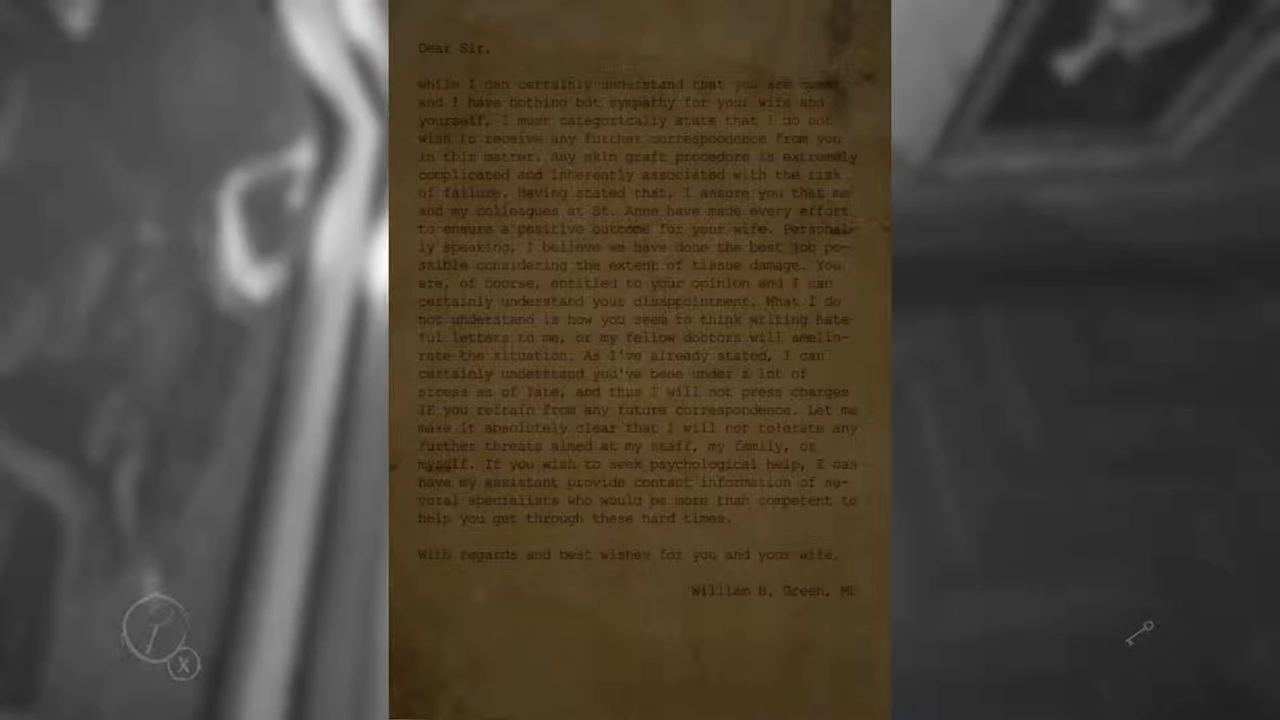 Dear Sir,
while I can certainly understand that you are
and I have nothing but sympathy for your wife and
yourself, I must categorically state that I do not
wish to receive any further correspondence from you
in this matter. Any skin graft procedure is extremely
complicated and inherently associated with the risk
of failure. Having stated that, I assure you that me
and my colleagues at St. Anne have made every effort
to ensure a positive outcome for your wife. Personal-
ly speaking, I believe we have done the best job po-
ssible considering the extent of tissue damage. You
are, of course, entitled to your opinion and I can
certainly understand your disappointment. What I do
not understand is how you seem to think writing hate-
ful letters to me, or my fellow doctors will amelio-
rate the situation. As I've already stated, I can
certainly understand you've been under a lot of
stress as of late, and thus I will not press charges
IF you refrain from any future correspondence. Let me
make it absolutely clear that I will not tolerate any
further threats aimed at my staff, my family, or
myself. If you wish to seek psychological help, I can
have my assistant provide contact information of se-
veral specialists who would be more than competent to
help you get through these hard times.
With regards and best wishes for you and your wife,
William H. Green, MD
X